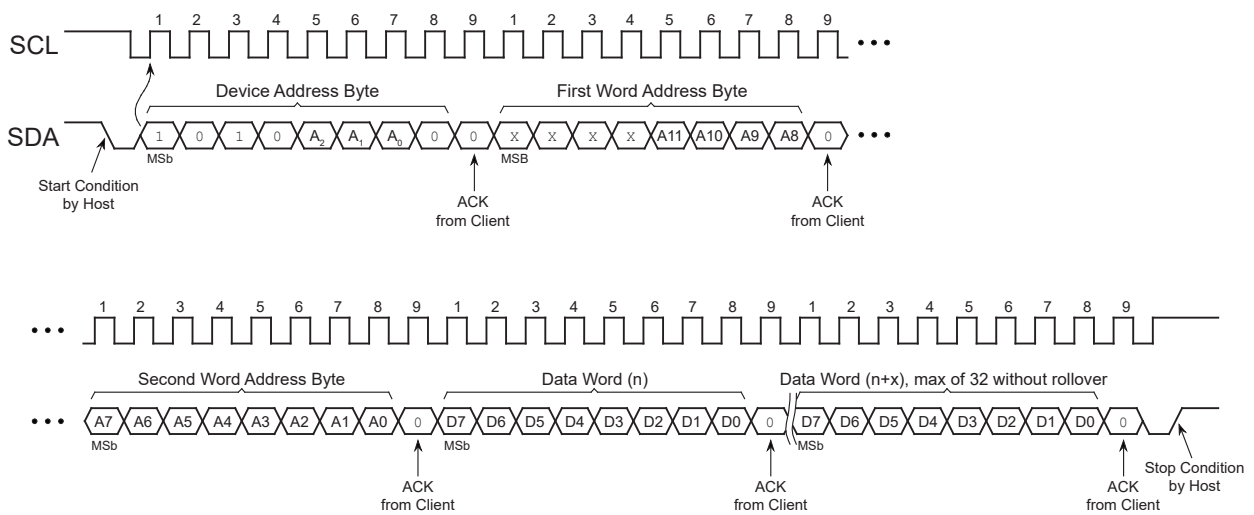 1 2 3 4 5 6 7 8 9 1 2 3 4 5 6 7 8 9
SCL
Device Address Byte First Word Address Byte
SDA 1 0 1 0 A2 A1 A0 0 0 X X X X A11 A10 A9 A8 0
MSb MSB
Start Condition
by Host
ACK
from Client
ACK
from Client
1 2 3 4 5 6 7 8 9 1 2 3 4 5 6 7 8 9 1 2 3 4 5 6 7 8 9
Second Word Address Byte Data Word (n) Data Word (n+x), max of 32 without rollover
A7 A6 A5 A4 A3 A2 A1 A0 0 D7 D6 D5 D4 D3 D2 D1 D0 0 D7 D6 D5 D4 D3 D2 D1 D0 0
MSb MSb MSb
ACK
from Client
ACK
from Client
ACK
from Client
Stop Condition
by Host